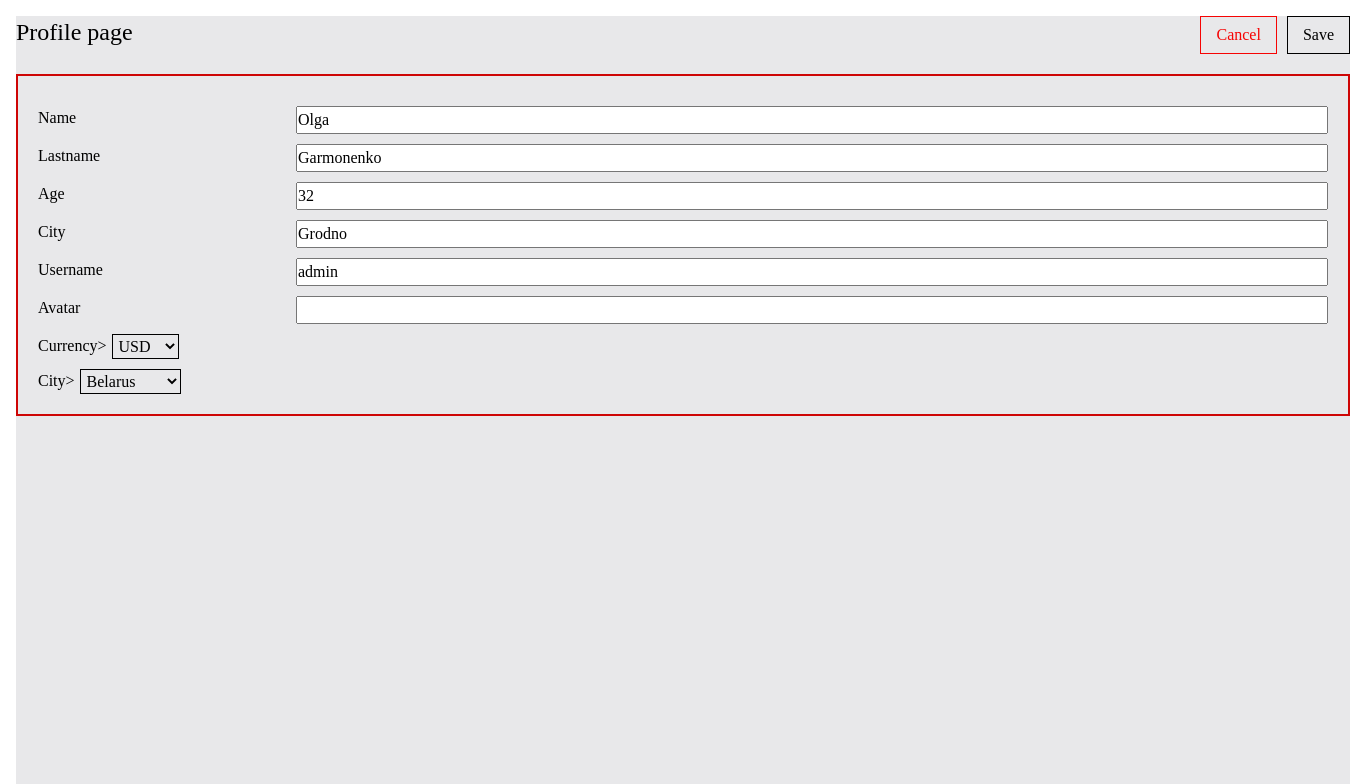 Profile page
Cancel Save
Name Olga
Lastname Garmonenko
Age 32
City Grodno
Username admin
Avatar
Currency> USD
City> Belarus